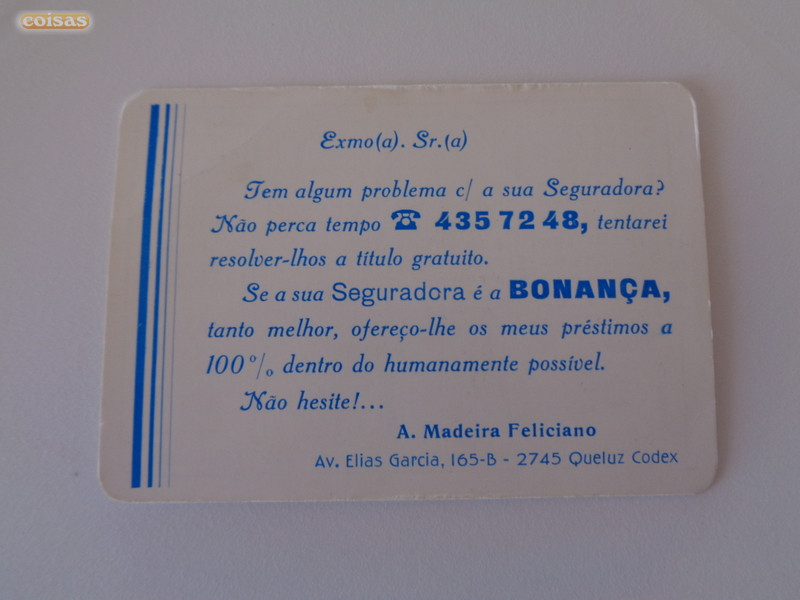 coisas
Exmo(a). Sr.(a)
Tem algum problema c/ a sua Seguradora?
Não perca tempo ☎ 435 72 48, tentarei
resolver-lhos a título gratuito.
Se a sua Seguradora é a BONANÇA,
tanto melhor, ofereço-lhe os meus préstimos a
100% dentro do humanamente possível.
Não hesite!...
A. Madeira Feliciano
Av. Elias Garcia, 165-B - 2745 Queluz Codex